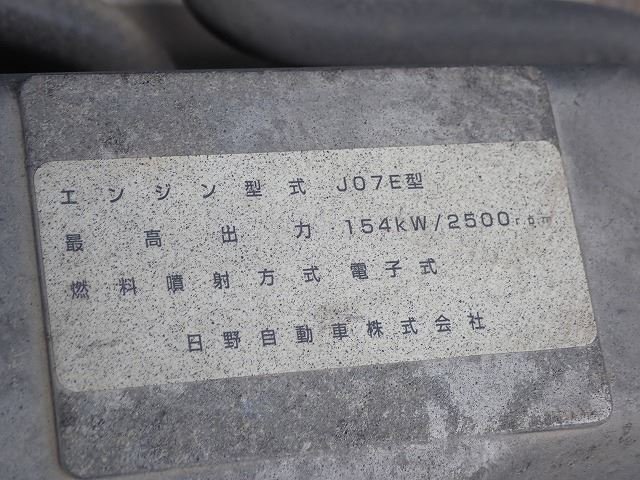 エンジン型式 J07E型
最高出力 154kW/2500rpm
燃料噴射方式 電子式
日野自動車株式会社